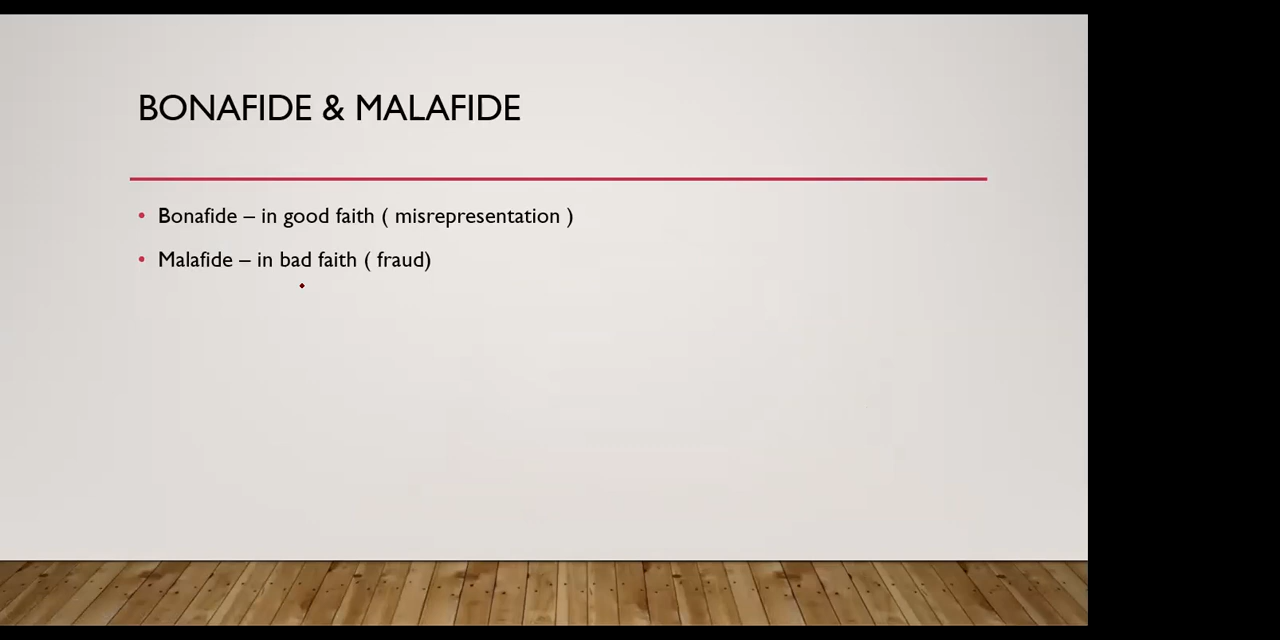 BONAFIDE & MALAFIDE
• Bonafide – in good faith ( misrepresentation )
• Malafide – in bad faith ( fraud)